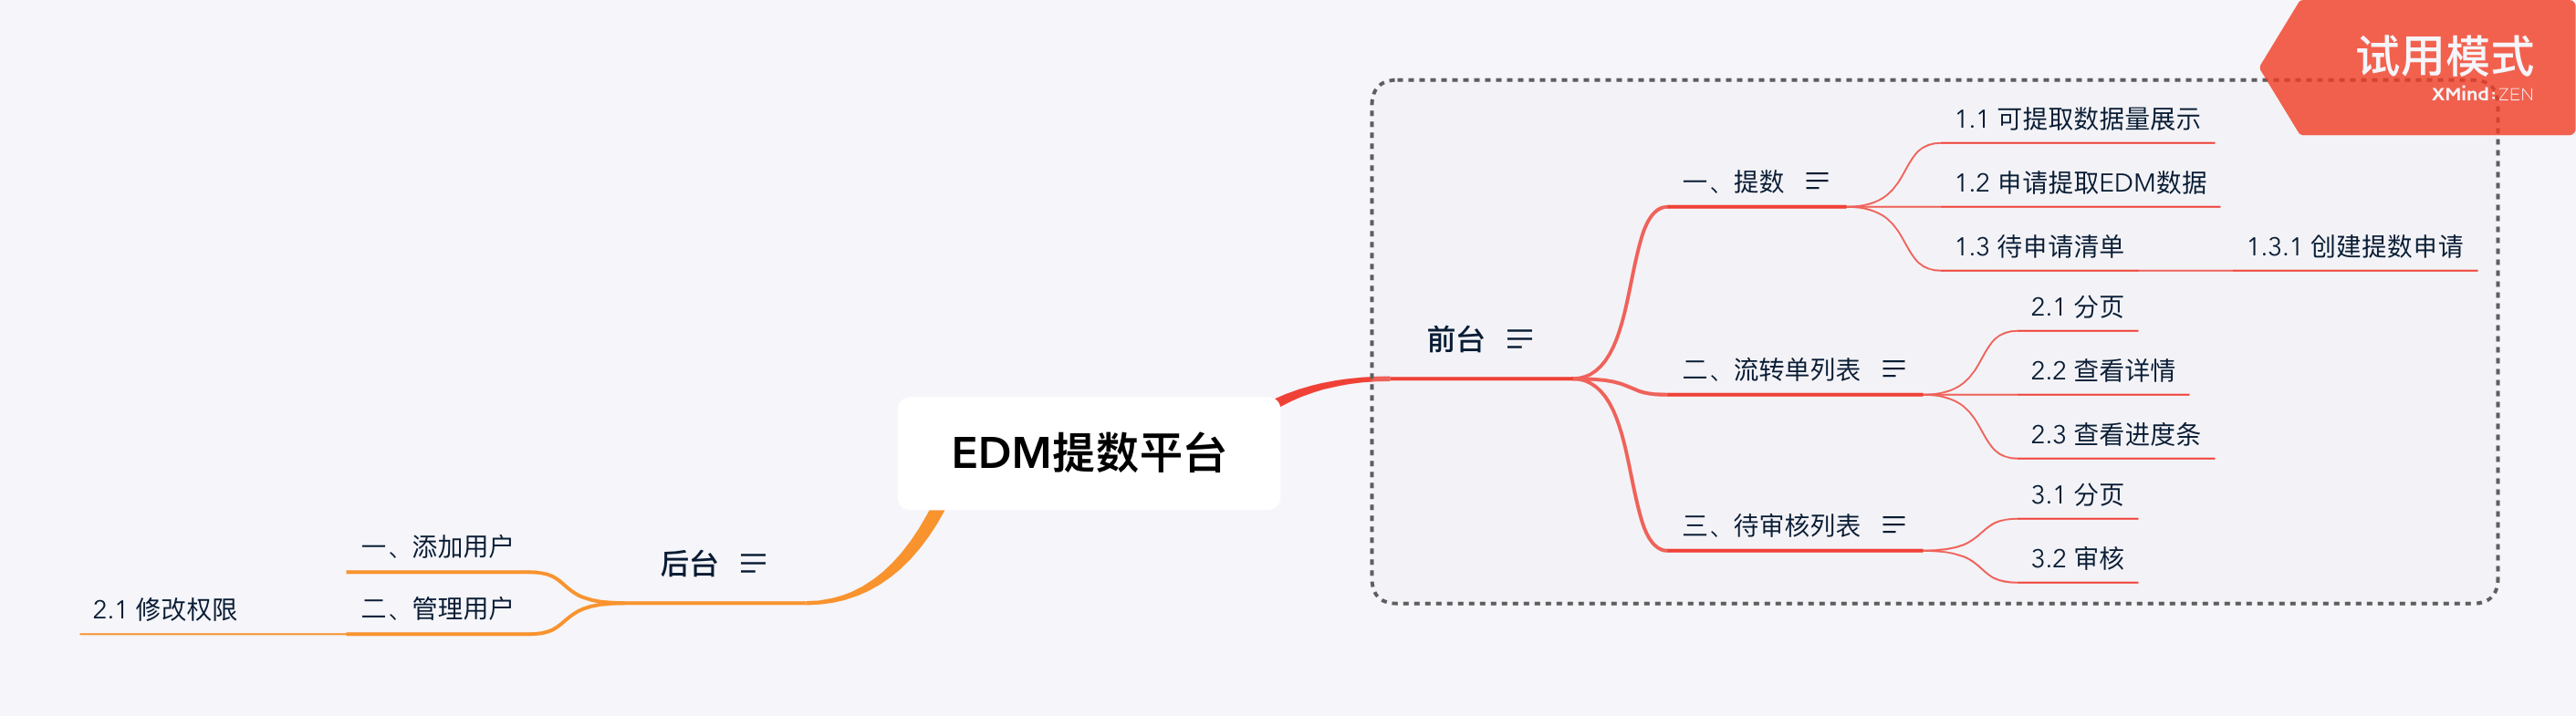 试用模式
XMind:ZEN
EDM提数平台
前台
一、提数
1.1 可提取数据量展示
1.2 申请提取EDM数据
1.3 待申请清单
1.3.1 创建提数申请
二、流转单列表
2.1 分页
2.2 查看详情
2.3 查看进度条
三、待审核列表
3.1 分页
3.2 审核
后台
一、添加用户
二、管理用户
2.1 修改权限